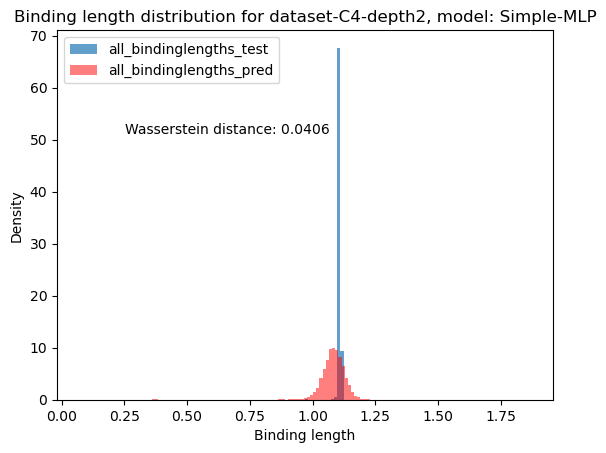 Binding length distribution for dataset-C4-depth2, model: Simple-MLP
70
60
50
40
30
20
10
0
Density
all_bindinglengths_test
all_bindinglengths_pred
Wasserstein distance: 0.0406
0.00 0.25 0.50 0.75 1.00 1.25 1.50 1.75
Binding length